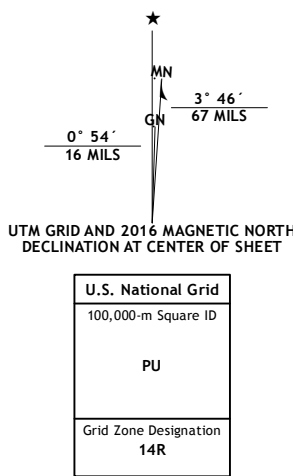 ★
MN
GN
3° 46´
67 MILS
0° 54´
16 MILS
UTM GRID AND 2016 MAGNETIC NORTH
DECLINATION AT CENTER OF SHEET
U.S. National Grid
100,000-m Square ID
PU
Grid Zone Designation
14R